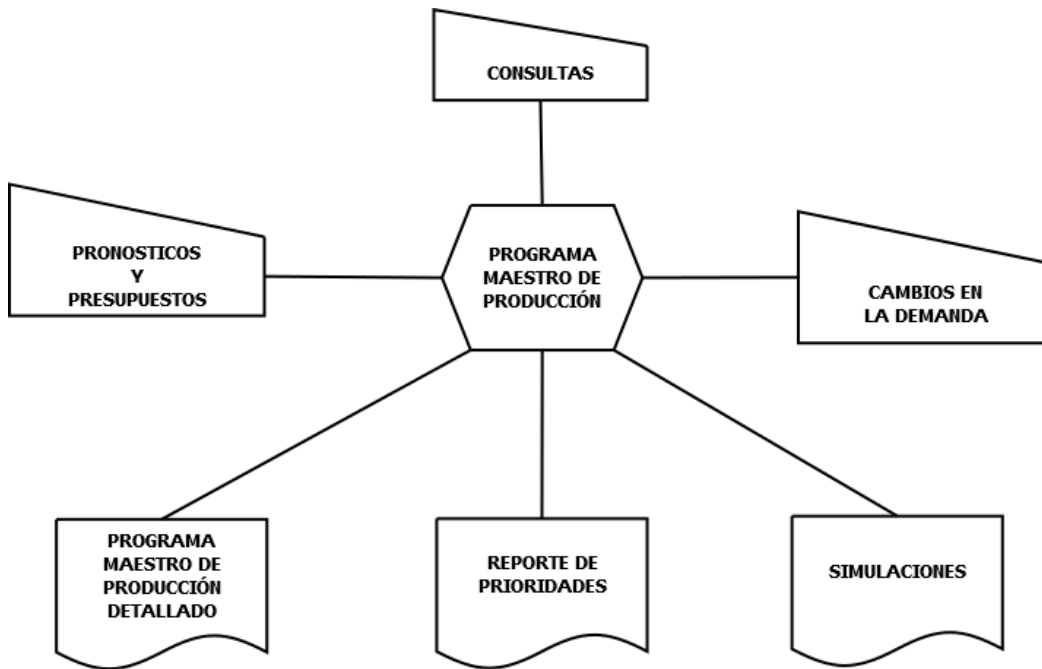 CONSULTAS
PRONOSTICOS
Y
PRESUPUESTOS
PROGRAMA
MAESTRO DE
PRODUCCIÓN
CAMBIOS EN
LA DEMANDA
PROGRAMA
MAESTRO DE
PRODUCCIÓN
DETALLADO
REPORTE DE
PRIORIDADES
SIMULACIONES